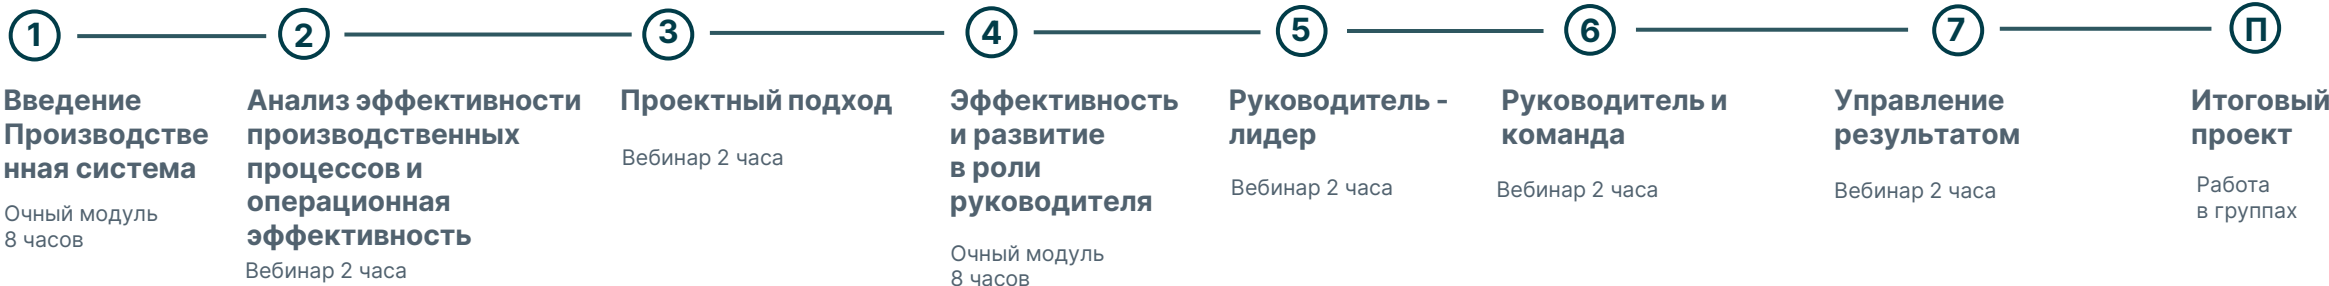 1
Введение
Производстве
нная система
Очный модуль
8 часов
2
Анализ эффективности
производственных
процессов и
операционная
эффективность
Вебинар 2 часа
3
Проектный подход
Вебинар 2 часа
4
Эффективность
и развитие
в роли
руководителя
Очный модуль
8 часов
5
Руководитель -
лидер
Вебинар 2 часа
6
Руководитель и
команда
Вебинар 2 часа
7
Управление
результатом
Вебинар 2 часа
П
Итоговый
проект
Работа
в группах